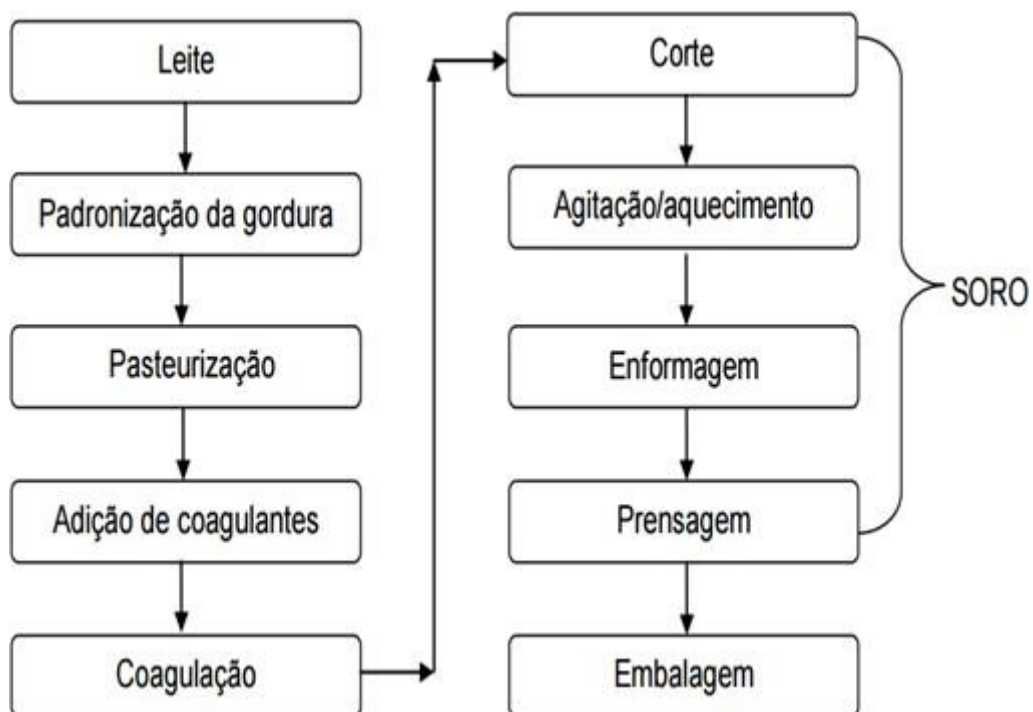 Leite
Padronização da gordura
Pasteurização
Adição de coagulantes
Coagulação
Corte
Agitação/aquecimento
Enformagem
Prensagem
Embalagem
SORO